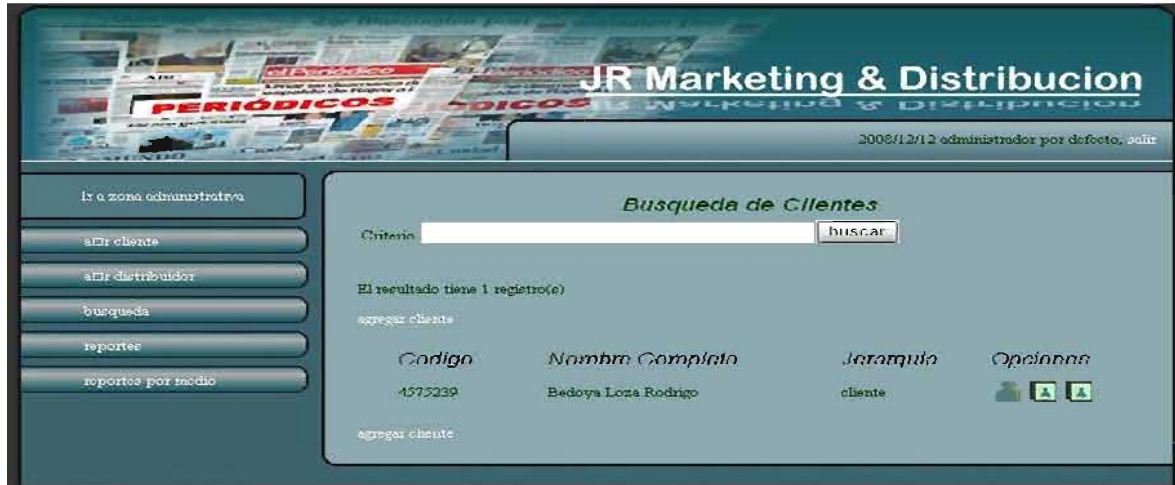 JR Marketing & Distribucion
el Periódico
PERIÓDICOS
2008/12/12 administrador por defecto, salir
Ir a zona administrativa
a□□r cliente
a□□r distribuidor
busqueda
reportes
reportes por medio
Busqueda de Clientes
Criterio
buscar
El resultado tiene 1 registro(s)
agregar cliente
Codigo Nombre Completo Jerarquia Opciones
4575239 Bedoya Loza Rodrigo cliente
agregar cliente